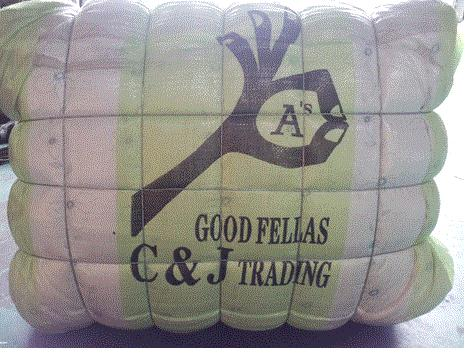 A's
GOOD FELLAS
C & J TRADING